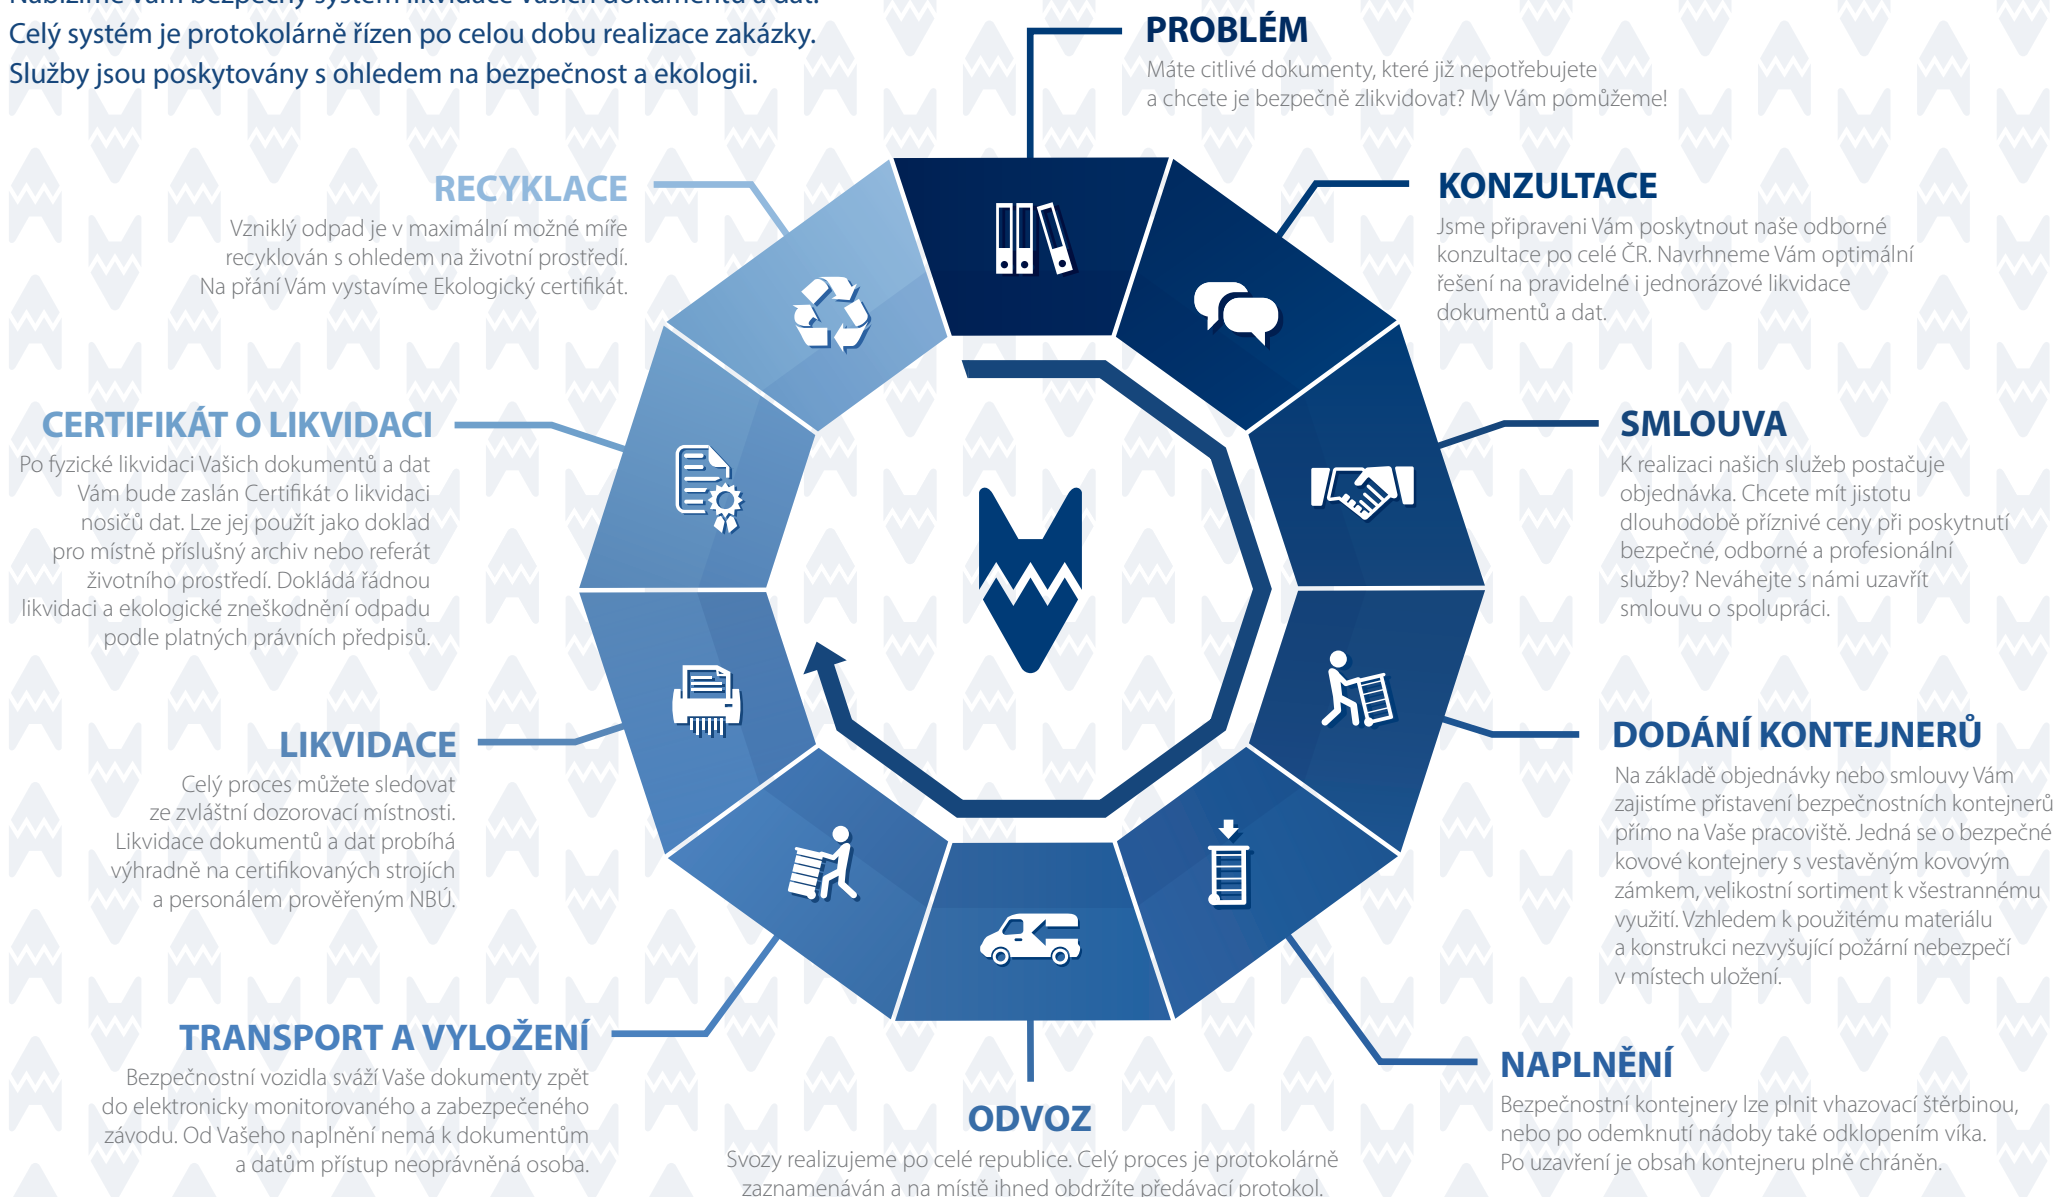 Nabízíme Vám bezpečný systém likvidace Vašich dokumentů a dat.
Celý systém je protokolárně řízen po celou dobu realizace zakázky.
Služby jsou poskytovány s ohledem na bezpečnost a ekologii.
PROBLÉM
Máte citlivé dokumenty, které již nepotřebujete
a chcete je bezpečně zlikvidovat? My Vám pomůžeme!
KONZULTACE
Jsme připraveni Vám poskytnout naše odborné
konzultace po celé ČR. Navrhneme Vám optimální
řešení na pravidelné i jednorázové likvidace
dokumentů a dat.
SMLOUVA
K realizaci našich služeb postačuje
objednávka. Chcete mít jistotu
dlouhodobě příznivé ceny při poskytnutí
bezpečné, odborné a profesionální
služby? Neváhejte s námi uzavřít
smlouvu o spolupráci.
DODÁNÍ KONTEJNERŮ
Na základě objednávky nebo smlouvy Vám
zajistíme přistavení bezpečnostních kontejnerů
přímo na Vaše pracoviště. Jedná se o bezpečné
kovové kontejnery s vestavěným kovovým
zámkem, velikostní sortiment k všestrannému
využití. Vzhledem k použitému materiálu
a konstrukci nezvyšující požární nebezpečí
v místech uložení.
NAPLNĚNÍ
Bezpečnostní kontejnery lze plnit vhazovací štěrbinou,
nebo po odemknutí nádoby také odklopením víka.
Po uzavření je obsah kontejneru plně chráněn.
ODVOZ
Svozy realizujeme po celé republice. Celý proces je protokolárně
zaznamenáván a na místě ihned obdržíte předávací protokol.
TRANSPORT A VYLOŽENÍ
Bezpečnostní vozidla sváží Vaše dokumenty zpět
do elektronicky monitorovaného a zabezpečeného
závodu. Od Vašeho naplnění nemá k dokumentům
a datům přístup neoprávněná osoba.
LIKVIDACE
Celý proces můžete sledovat
ze zvláštní dozorovací místnosti.
Likvidace dokumentů a dat probíhá
výhradně na certifikovaných strojích
a personálem prověřeným NBÚ.
CERTIFIKÁT O LIKVIDACI
Po fyzické likvidaci Vašich dokumentů a dat
Vám bude zaslán Certifikát o likvidaci
nosičů dat. Lze jej použít jako doklad
pro místně příslušný archiv nebo referát
životního prostředí. Dokládá řádnou
likvidaci a ekologické zneškodnění odpadu
podle platných právních předpisů.
RECYKLACE
Vzniklý odpad je v maximální možné míře
recyklován s ohledem na životní prostředí.
Na přání Vám vystavíme Ekologický certifikát.